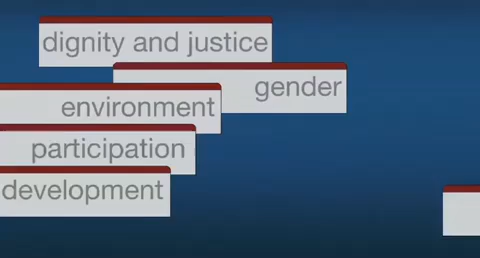 dignity and justice
gender
environment
participation
development